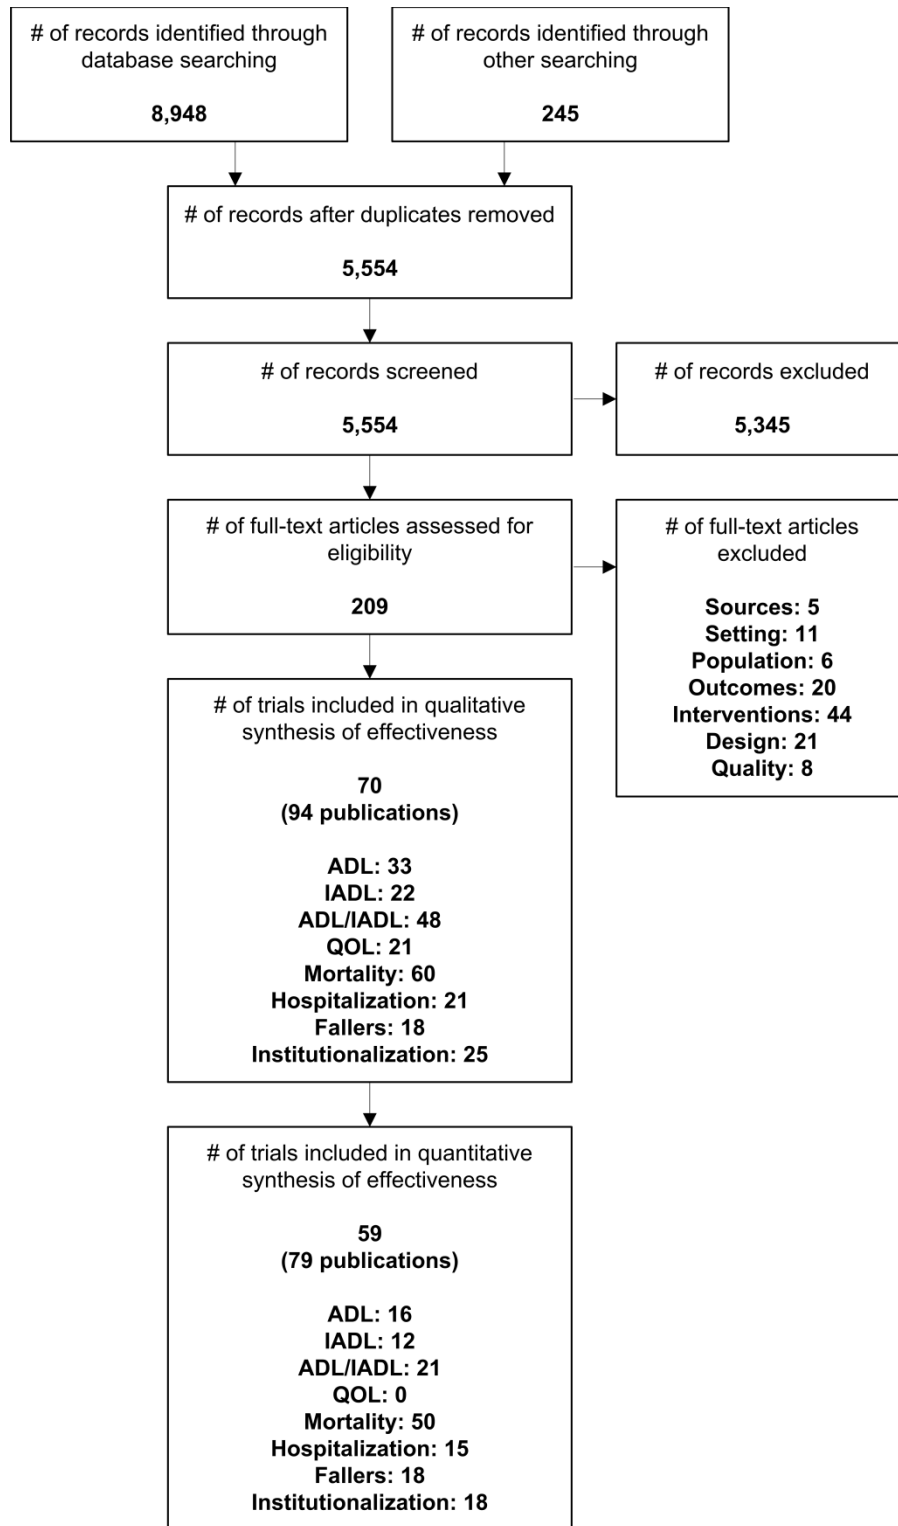 # of records identified through
database searching
8,948
# of records identified through
other searching
245
# of records after duplicates removed
5,554
# of records screened
5,554
# of records excluded
5,345
# of full-text articles assessed for
eligibility
209
# of full-text articles
excluded
Sources: 5
Setting: 11
Population: 6
Outcomes: 20
Interventions: 44
Design: 21
Quality: 8
# of trials included in qualitative
synthesis of effectiveness
70
(94 publications)
ADL: 33
IADL: 22
ADL/IADL: 48
QOL: 21
Mortality: 60
Hospitalization: 21
Fallers: 18
Institutionalization: 25
# of trials included in quantitative
synthesis of effectiveness
59
(79 publications)
ADL: 16
IADL: 12
ADL/IADL: 21
QOL: 0
Mortality: 50
Hospitalization: 15
Fallers: 18
Institutionalization: 18